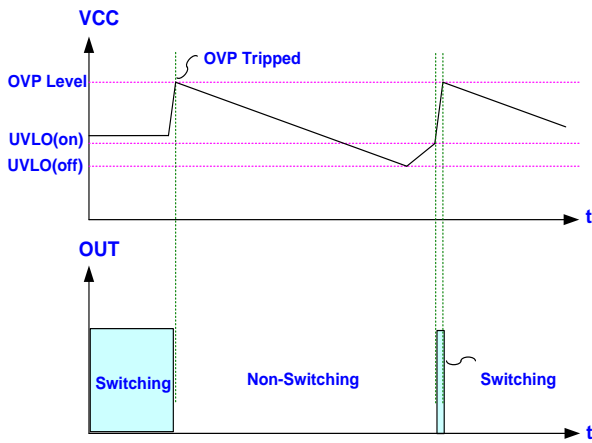 VCC
OVP Tripped
OVP Level
UVLO(on)
UVLO(off)
t
OUT
Switching
Non-Switching
Switching
t